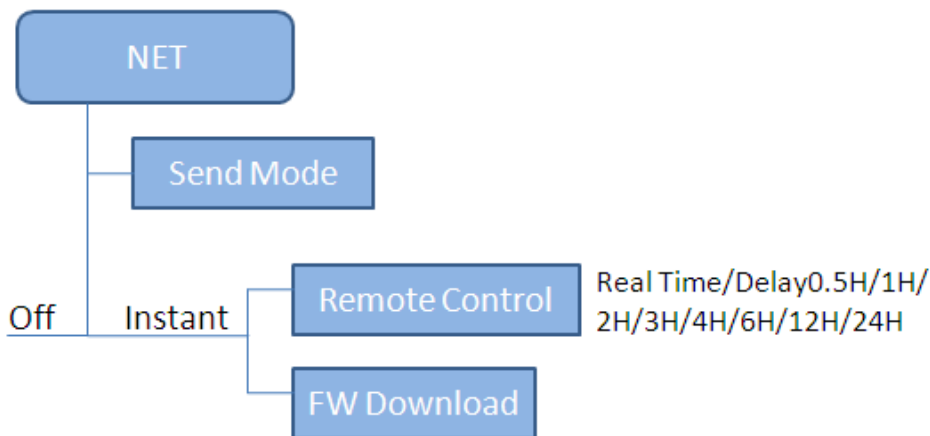 NET
Send Mode
Off
Instant
Remote Control
Real Time/Delay0.5H/1H/
2H/3H/4H/6H/12H/24H
FW Download